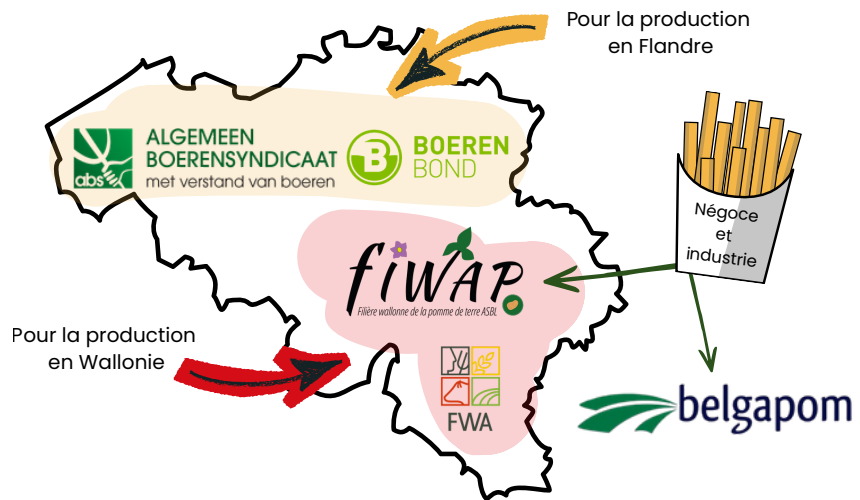 Pour la production
en Flandre
ALGEMEEN
BOERENSYNDICAAT
met verstand van boeren
abs
BOEREN
BOND
B
Négoce
et
industrie
fiWAP
Filière wallonne de la pomme de terre ASBL
Pour la production
en Wallonie
FWA
belgapom